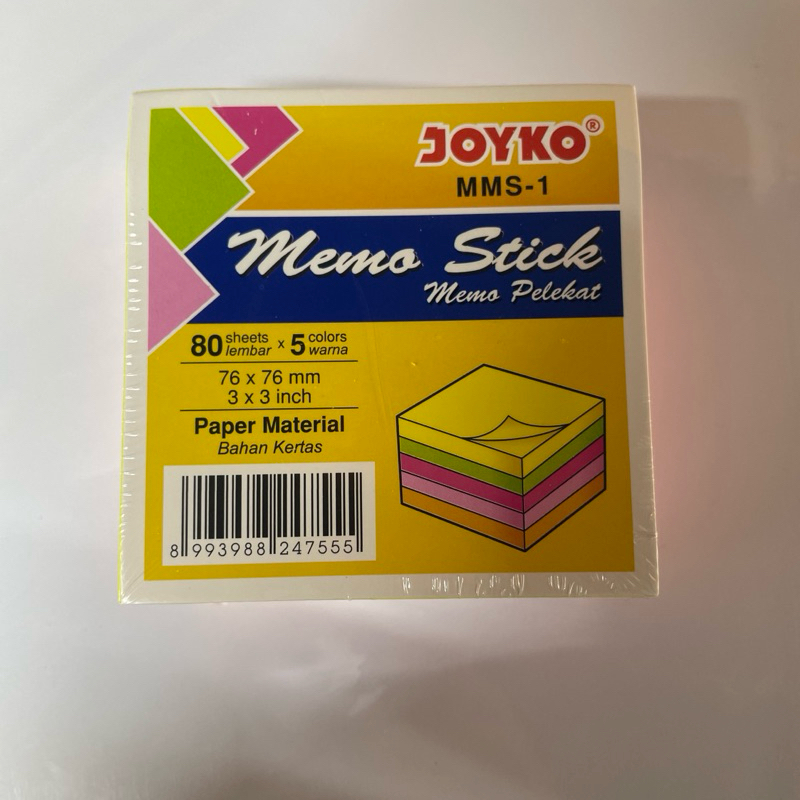 JOYKO®
MMS-1
Memo Stick
Memo Pelekat
80 sheets lembar x 5 colors warna
76 x 76 mm
3 x 3 inch
Paper Material
Bahan Kertas
8 993988 247555